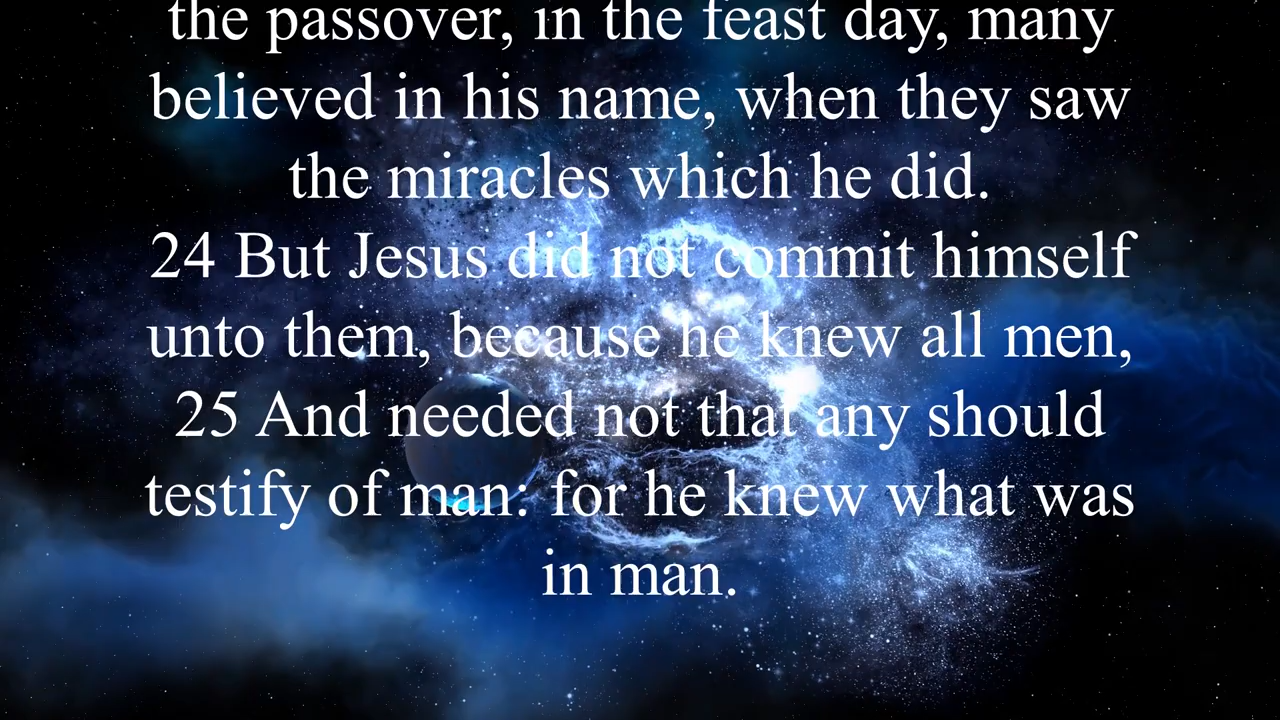 the passover, in the feast day, many
believed in his name, when they saw
the miracles which he did.
24 But Jesus did not commit himself
unto them, because he knew all men,
25 And needed not that any should
testify of man: for he knew what was
in man.